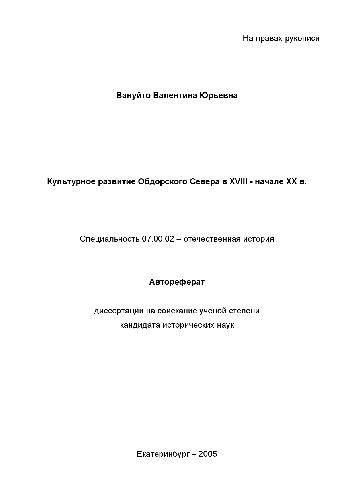 На правах рукописи
Вануйто Валентина Юрьевна
Культурное развитие Обдорского Севера в XVIII - начале XX в.
Специальность 07.00.02 – отечественная история
Автореферат
диссертации на соискание ученой степени
кандидата исторических наук
Екатеринбург – 2005